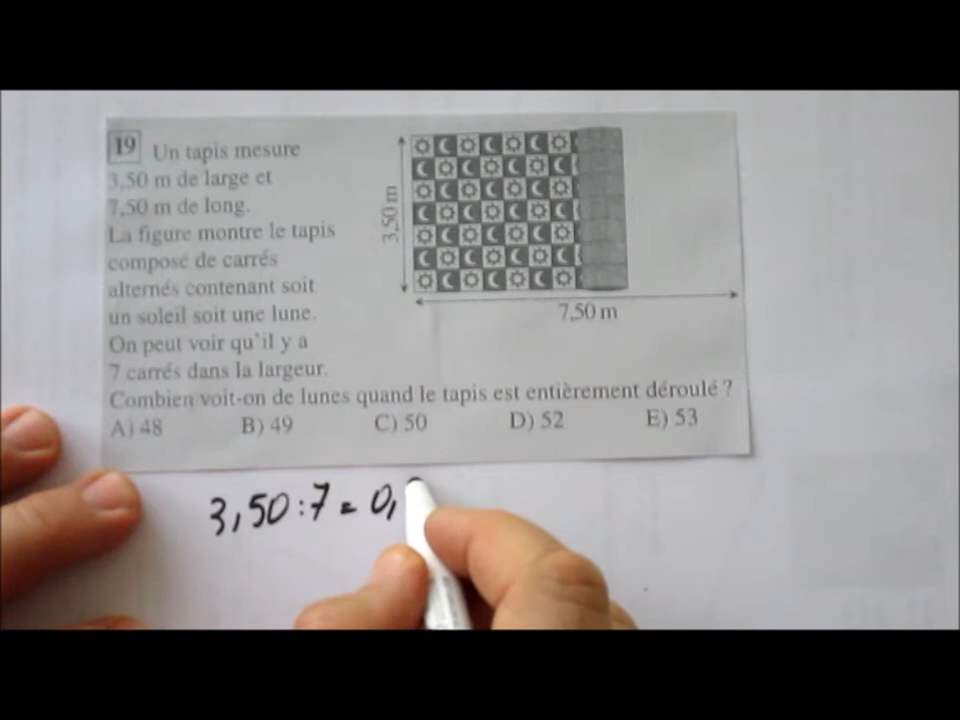 19 Un tapis mesure
3,50 m de large et
7,50 m de long.
La figure montre le tapis
composé de carrés
alternés contenant soit
un soleil soit une lune.
On peut voir qu'il y a
7 carrés dans la largeur.
Combien voit-on de lunes quand le tapis est entièrement déroulé ?
A) 48 B) 49 C) 50 D) 52 E) 53
3,50 m
7,50 m
3,50 : 7 = 0,